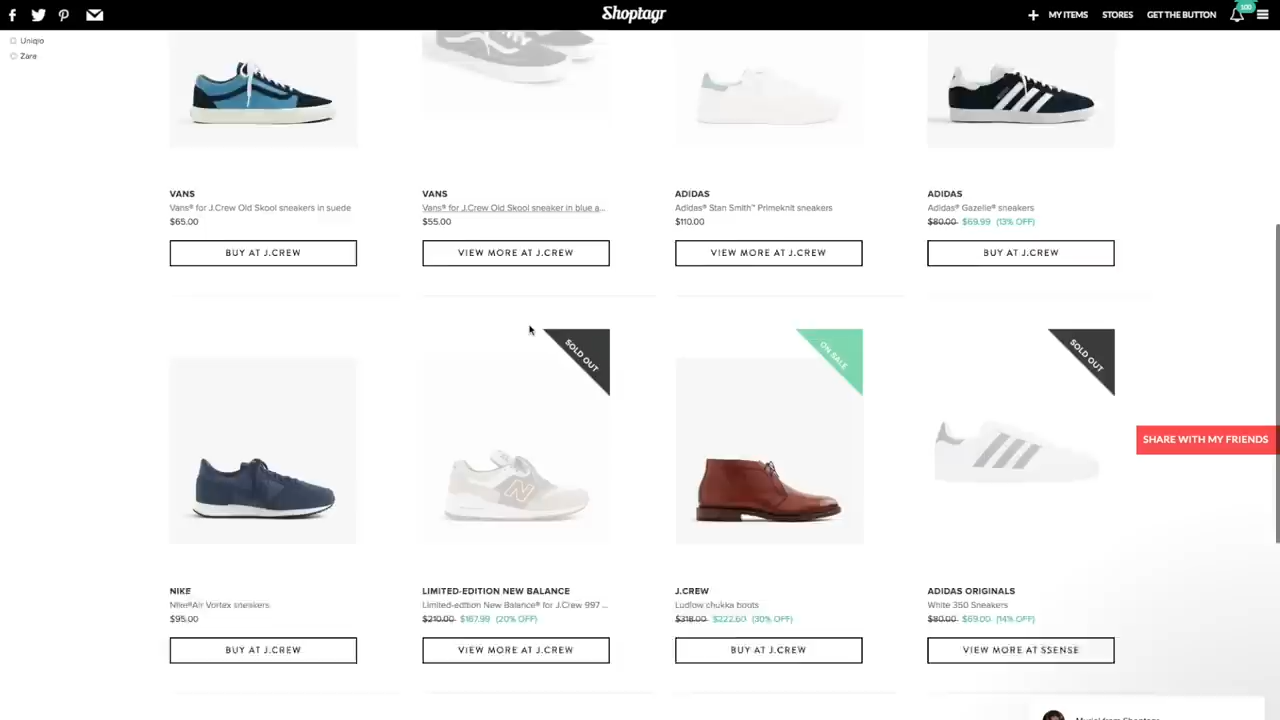 Shoptagr
MY ITEMS
STORES
GET THE BUTTON
100
Uniqlo
Zara
VANS
Vans® for J.Crew Old Skool sneakers in suede
$65.00
BUY AT J.CREW
VANS
Vans® for J.Crew Old Skool sneaker in blue a...
$55.00
VIEW MORE AT J.CREW
ADIDAS
Adidas® Stan Smith™ Primeknit sneakers
$110.00
VIEW MORE AT J.CREW
ADIDAS
Adidas® Gazelle® sneakers
$80.00 $69.99 (13% OFF)
BUY AT J.CREW
SOLD OUT
ON SALE
SOLD OUT
SHARE WITH MY FRIENDS
NIKE
Nike®Air Vortex sneakers.
$95.00
BUY AT J.CREW
LIMITED-EDITION NEW BALANCE
Limited-edition New Balance® for J.Crew 997 ...
$210.00 $167.99 (20% OFF)
VIEW MORE AT J.CREW
J.CREW
Ludlow chukka boots
$318.00 $222.60 (30% OFF)
BUY AT J.CREW
ADIDAS ORIGINALS
White 350 Sneakers
$80.00 $69.00 (14% OFF)
VIEW MORE AT SSENSE